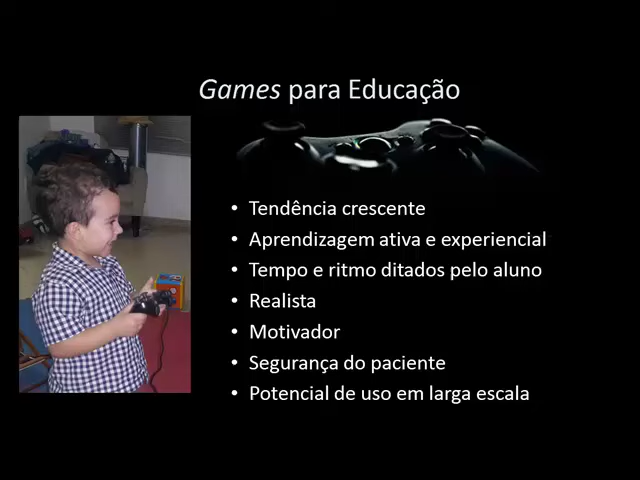 Games para Educação
• Tendência crescente
• Aprendizagem ativa e experiencial
• Tempo e ritmo ditados pelo aluno
• Realista
• Motivador
• Segurança do paciente
• Potencial de uso em larga escala